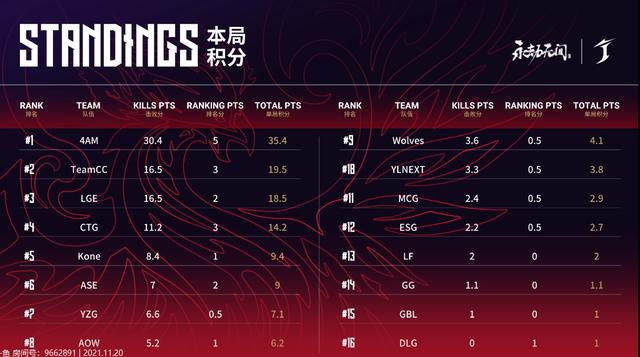 STANDINGS 本局积分
永劫无间
RANK TEAM KILLS PTS RANKING PTS TOTAL PTS
排名 队伍 击败分 排名分 单局积分
#1 4AM 30.4 5 35.4
#2 TeamCC 16.5 3 19.5
#3 LGE 16.5 2 18.5
#4 CTG 11.2 3 14.2
#5 Kone 8.4 1 9.4
#6 ASE 7 2 9
#7 YZG 6.6 0.5 7.1
#8 AOW 5.2 1 6.2
RANK TEAM KILLS PTS RANKING PTS TOTAL PTS
排名 队伍 击败分 排名分 单局积分
#9 Wolves 3.6 0.5 4.1
#10 YLNEXT 3.3 0.5 3.8
#11 MCG 2.4 0.5 2.9
#12 ESG 2.2 0.5 2.7
#13 LF 2 0 2
#14 GG 1.1 0 1.1
#15 GBL 1 0 1
#16 DLG 0 1 1
-鱼 房间号: 9662891 | 2021.11.20